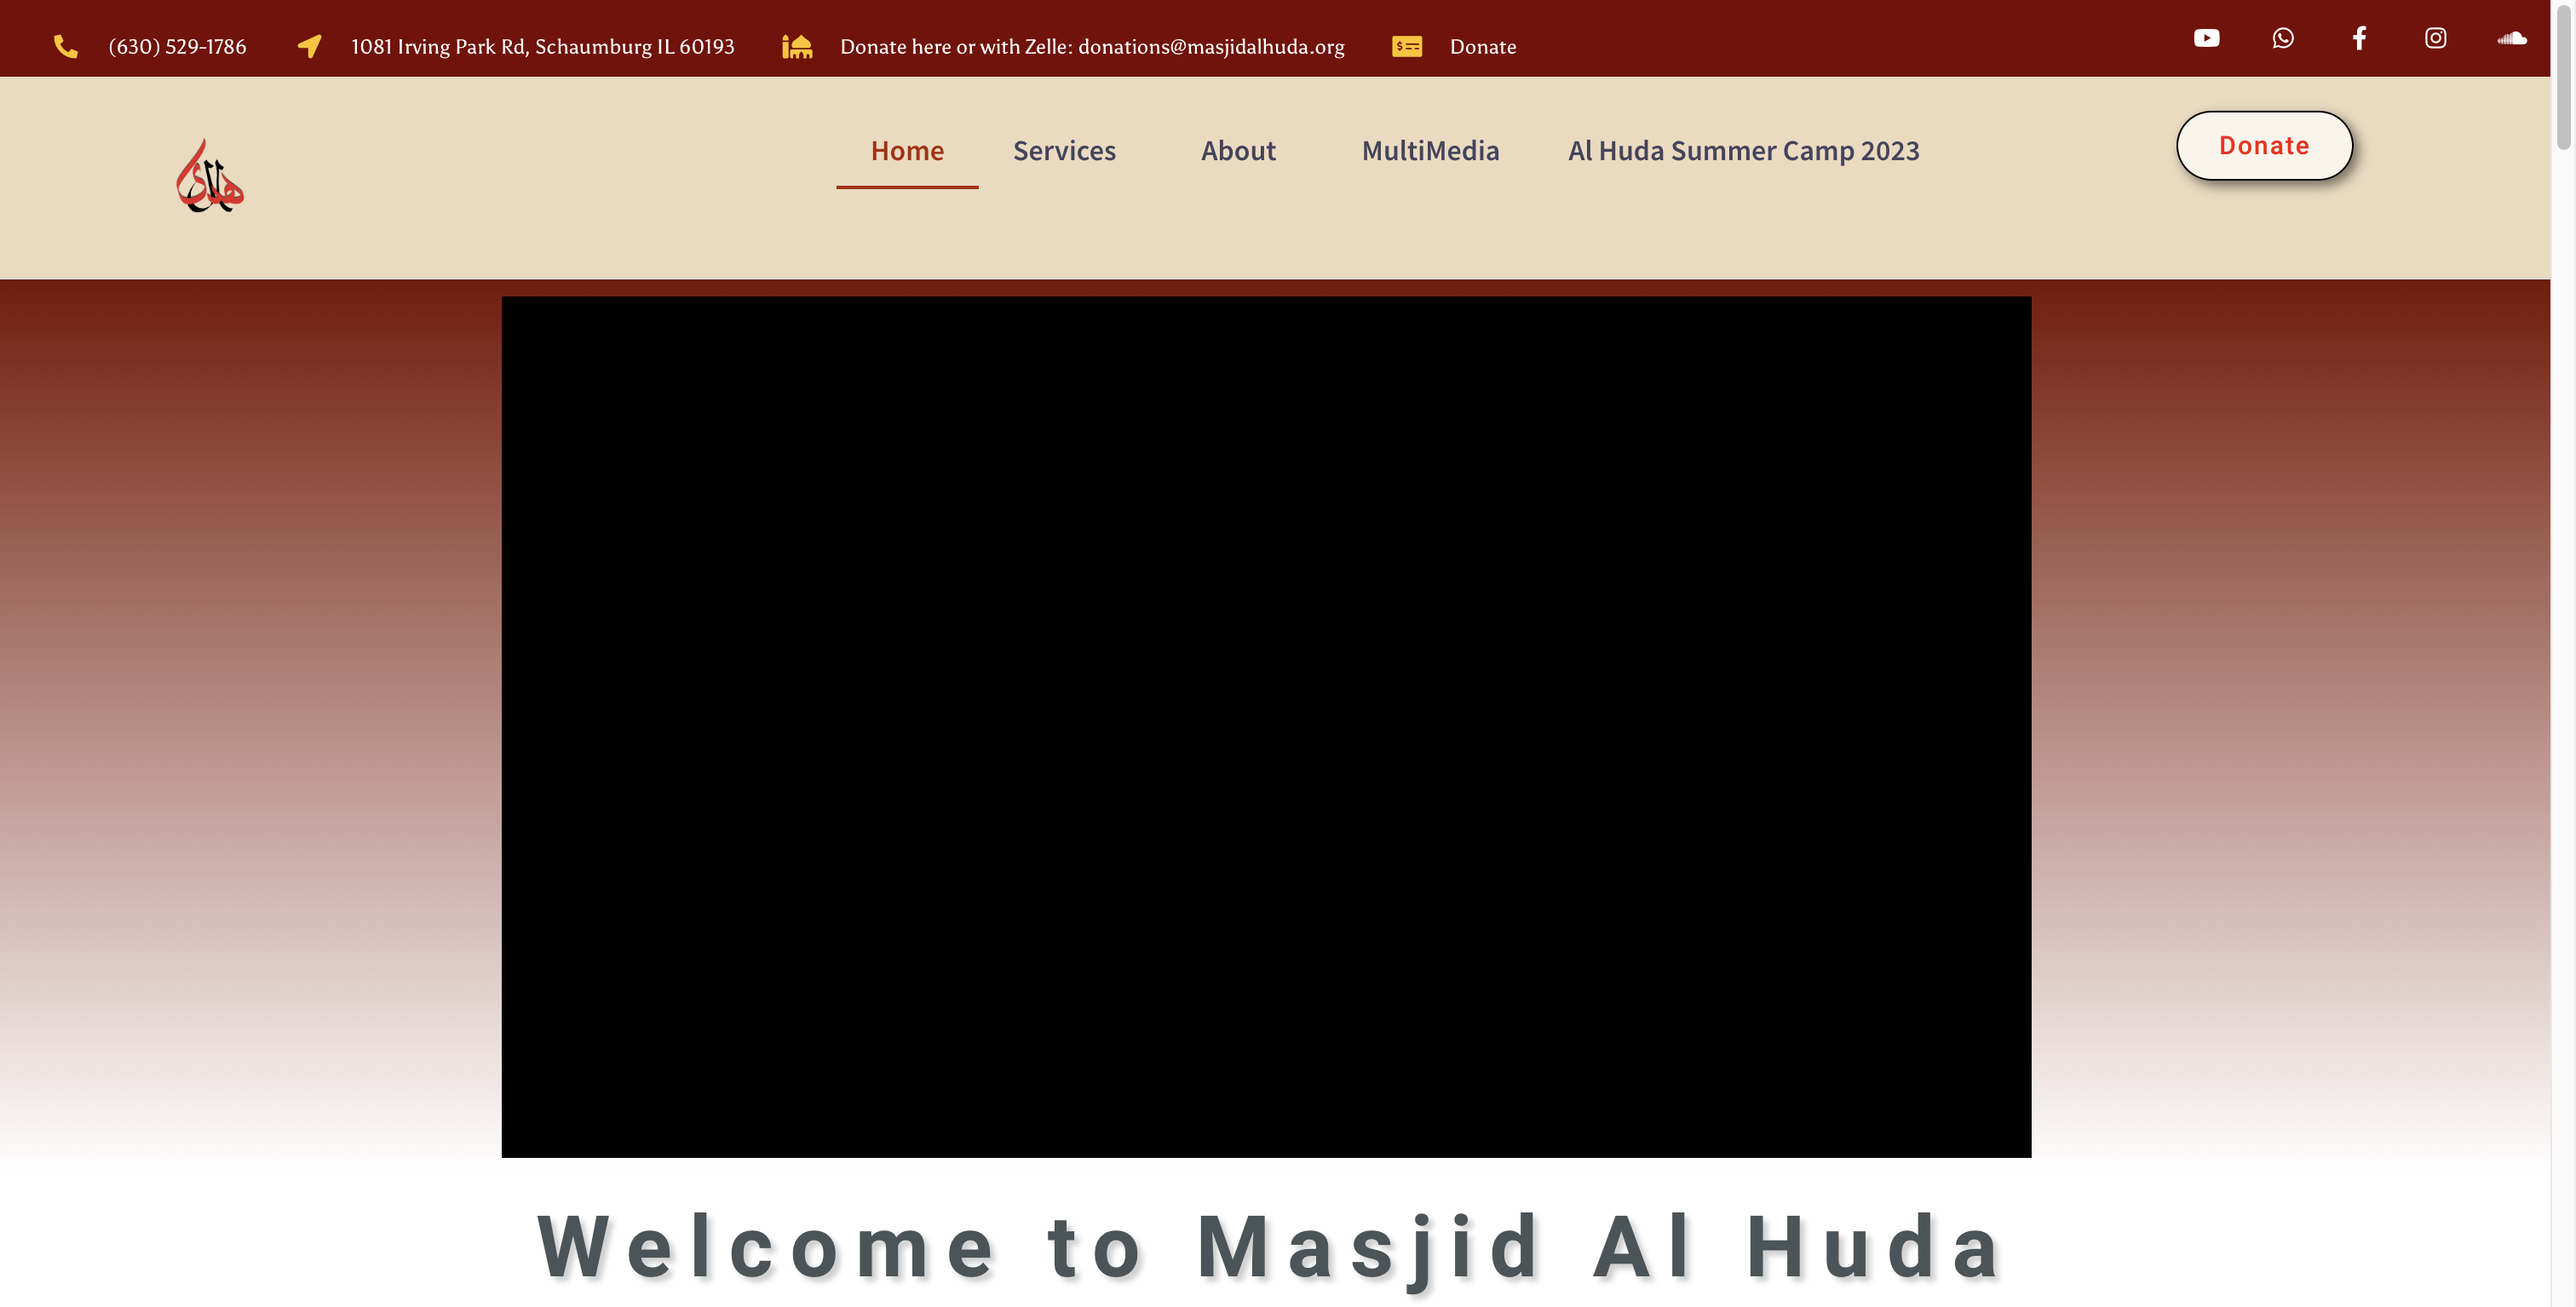 (630) 529-1786 1081 Irving Park Rd, Schaumburg IL 60193 Donate here or with Zelle: donations@masjidalhuda.org Donate
الهدى
Home Services About MultiMedia Al Huda Summer Camp 2023 Donate
Welcome to Masjid Al Huda